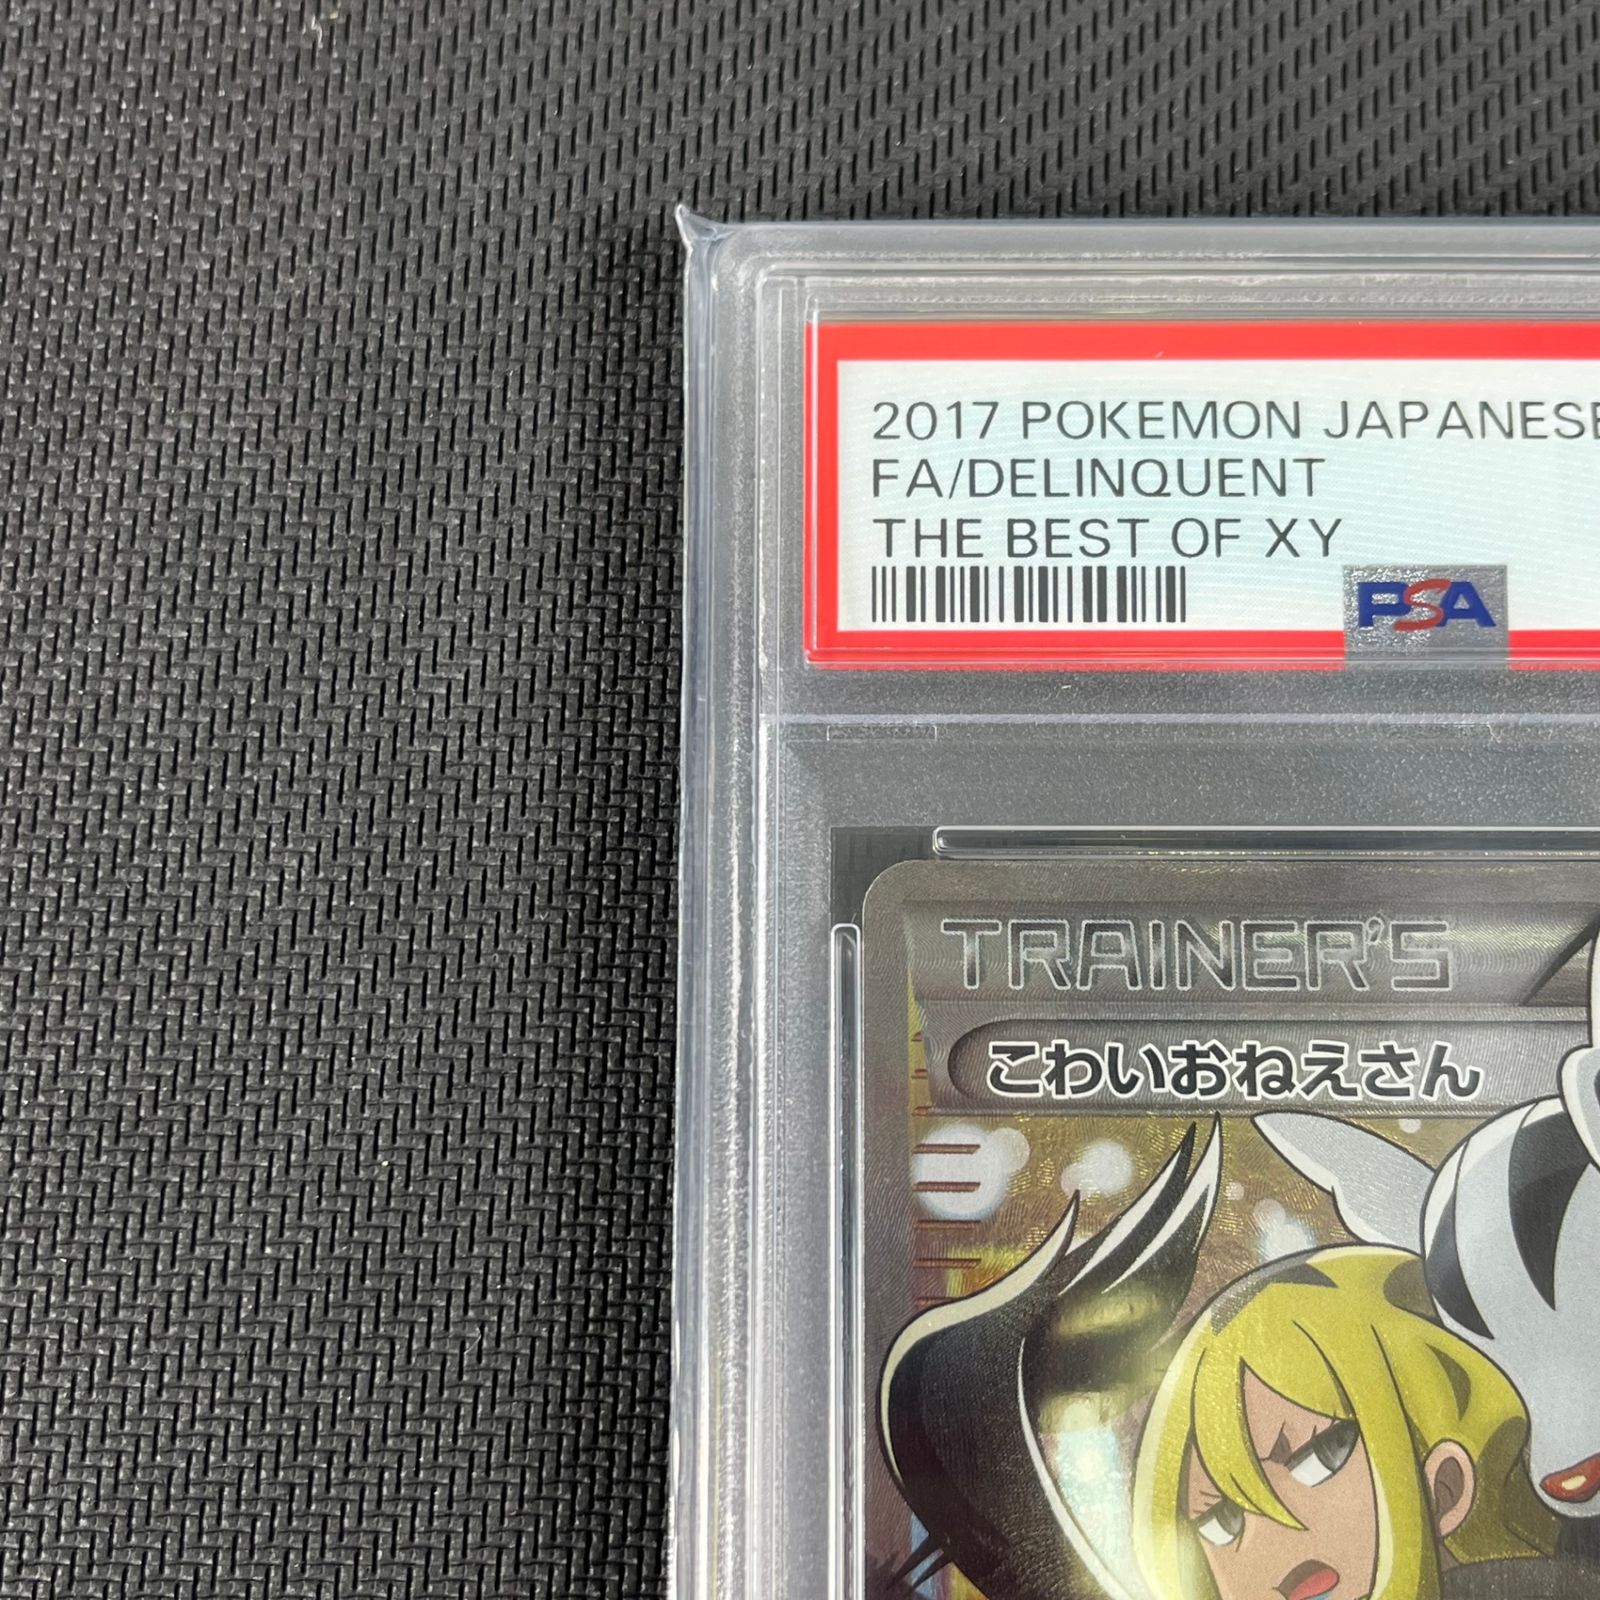 2017 POKEMON JAPANESE
FA/DELINQUENT
THE BEST OF XY
PSA
TRAINER'S
こわいおねえさん